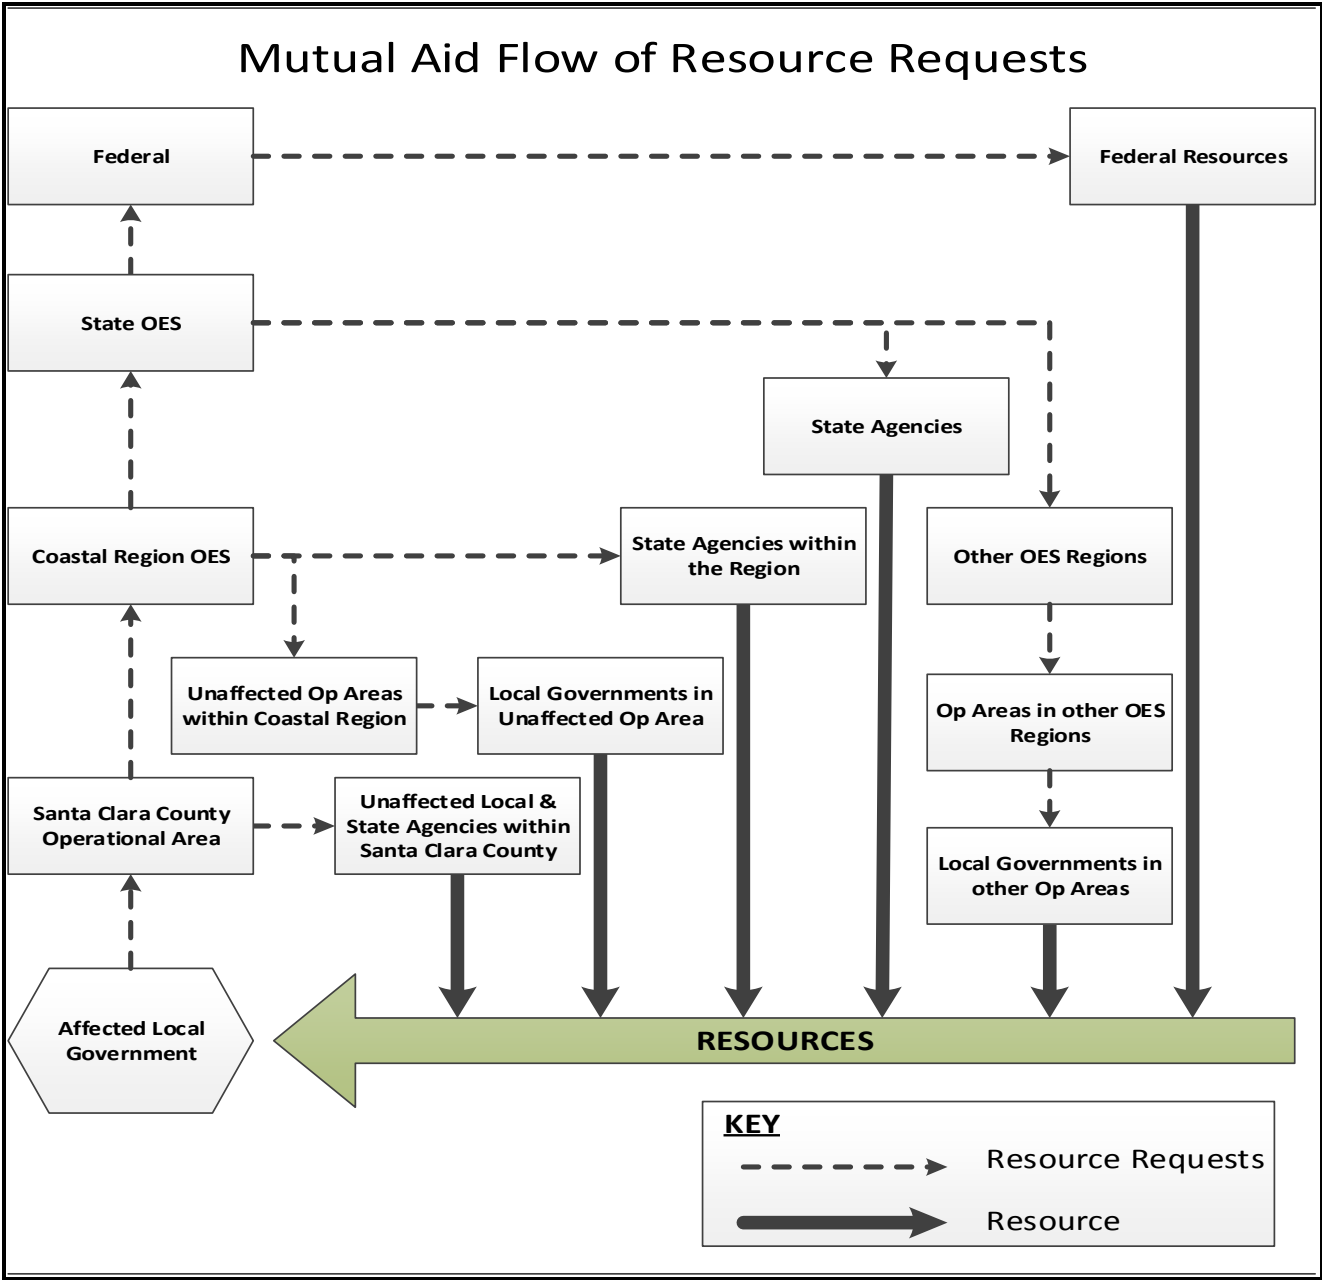 Mutual Aid Flow of Resource Requests
Federal
Federal Resources
State OES
State Agencies
Coastal Region OES
State Agencies within
the Region
Other OES Regions
Unaffected Op Areas
within Coastal Region
Local Governments in
Unaffected Op Area
Op Areas in other OES
Regions
Santa Clara County
Operational Area
Unaffected Local &
State Agencies within
Santa Clara County
Local Governments in
other Op Areas
Affected Local
Government
RESOURCES
KEY
Resource Requests
Resource